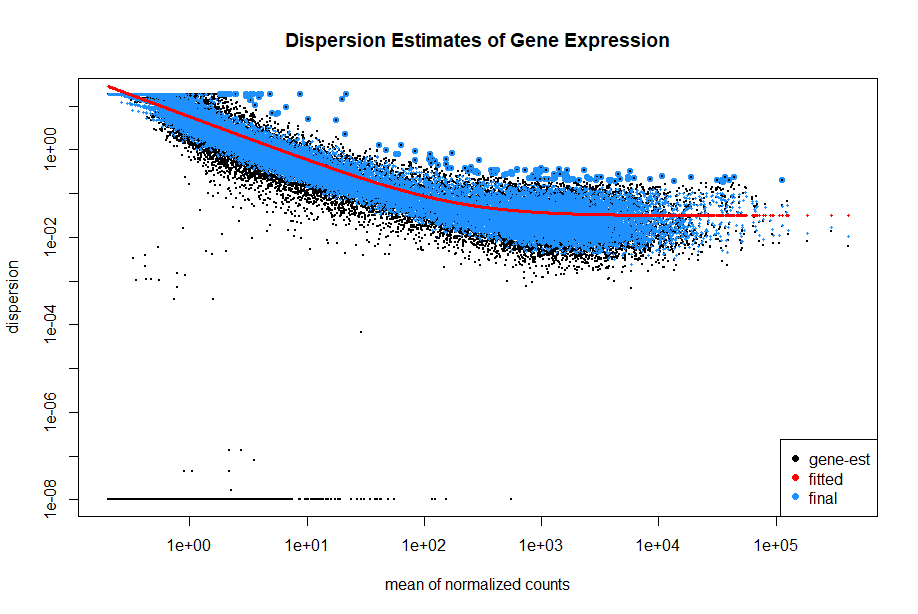 Dispersion Estimates of Gene Expression
dispersion
1e+00
1e-02
1e-04
1e-06
1e-08
gene-est
fitted
final
1e+00 1e+01 1e+02 1e+03 1e+04 1e+05
mean of normalized counts